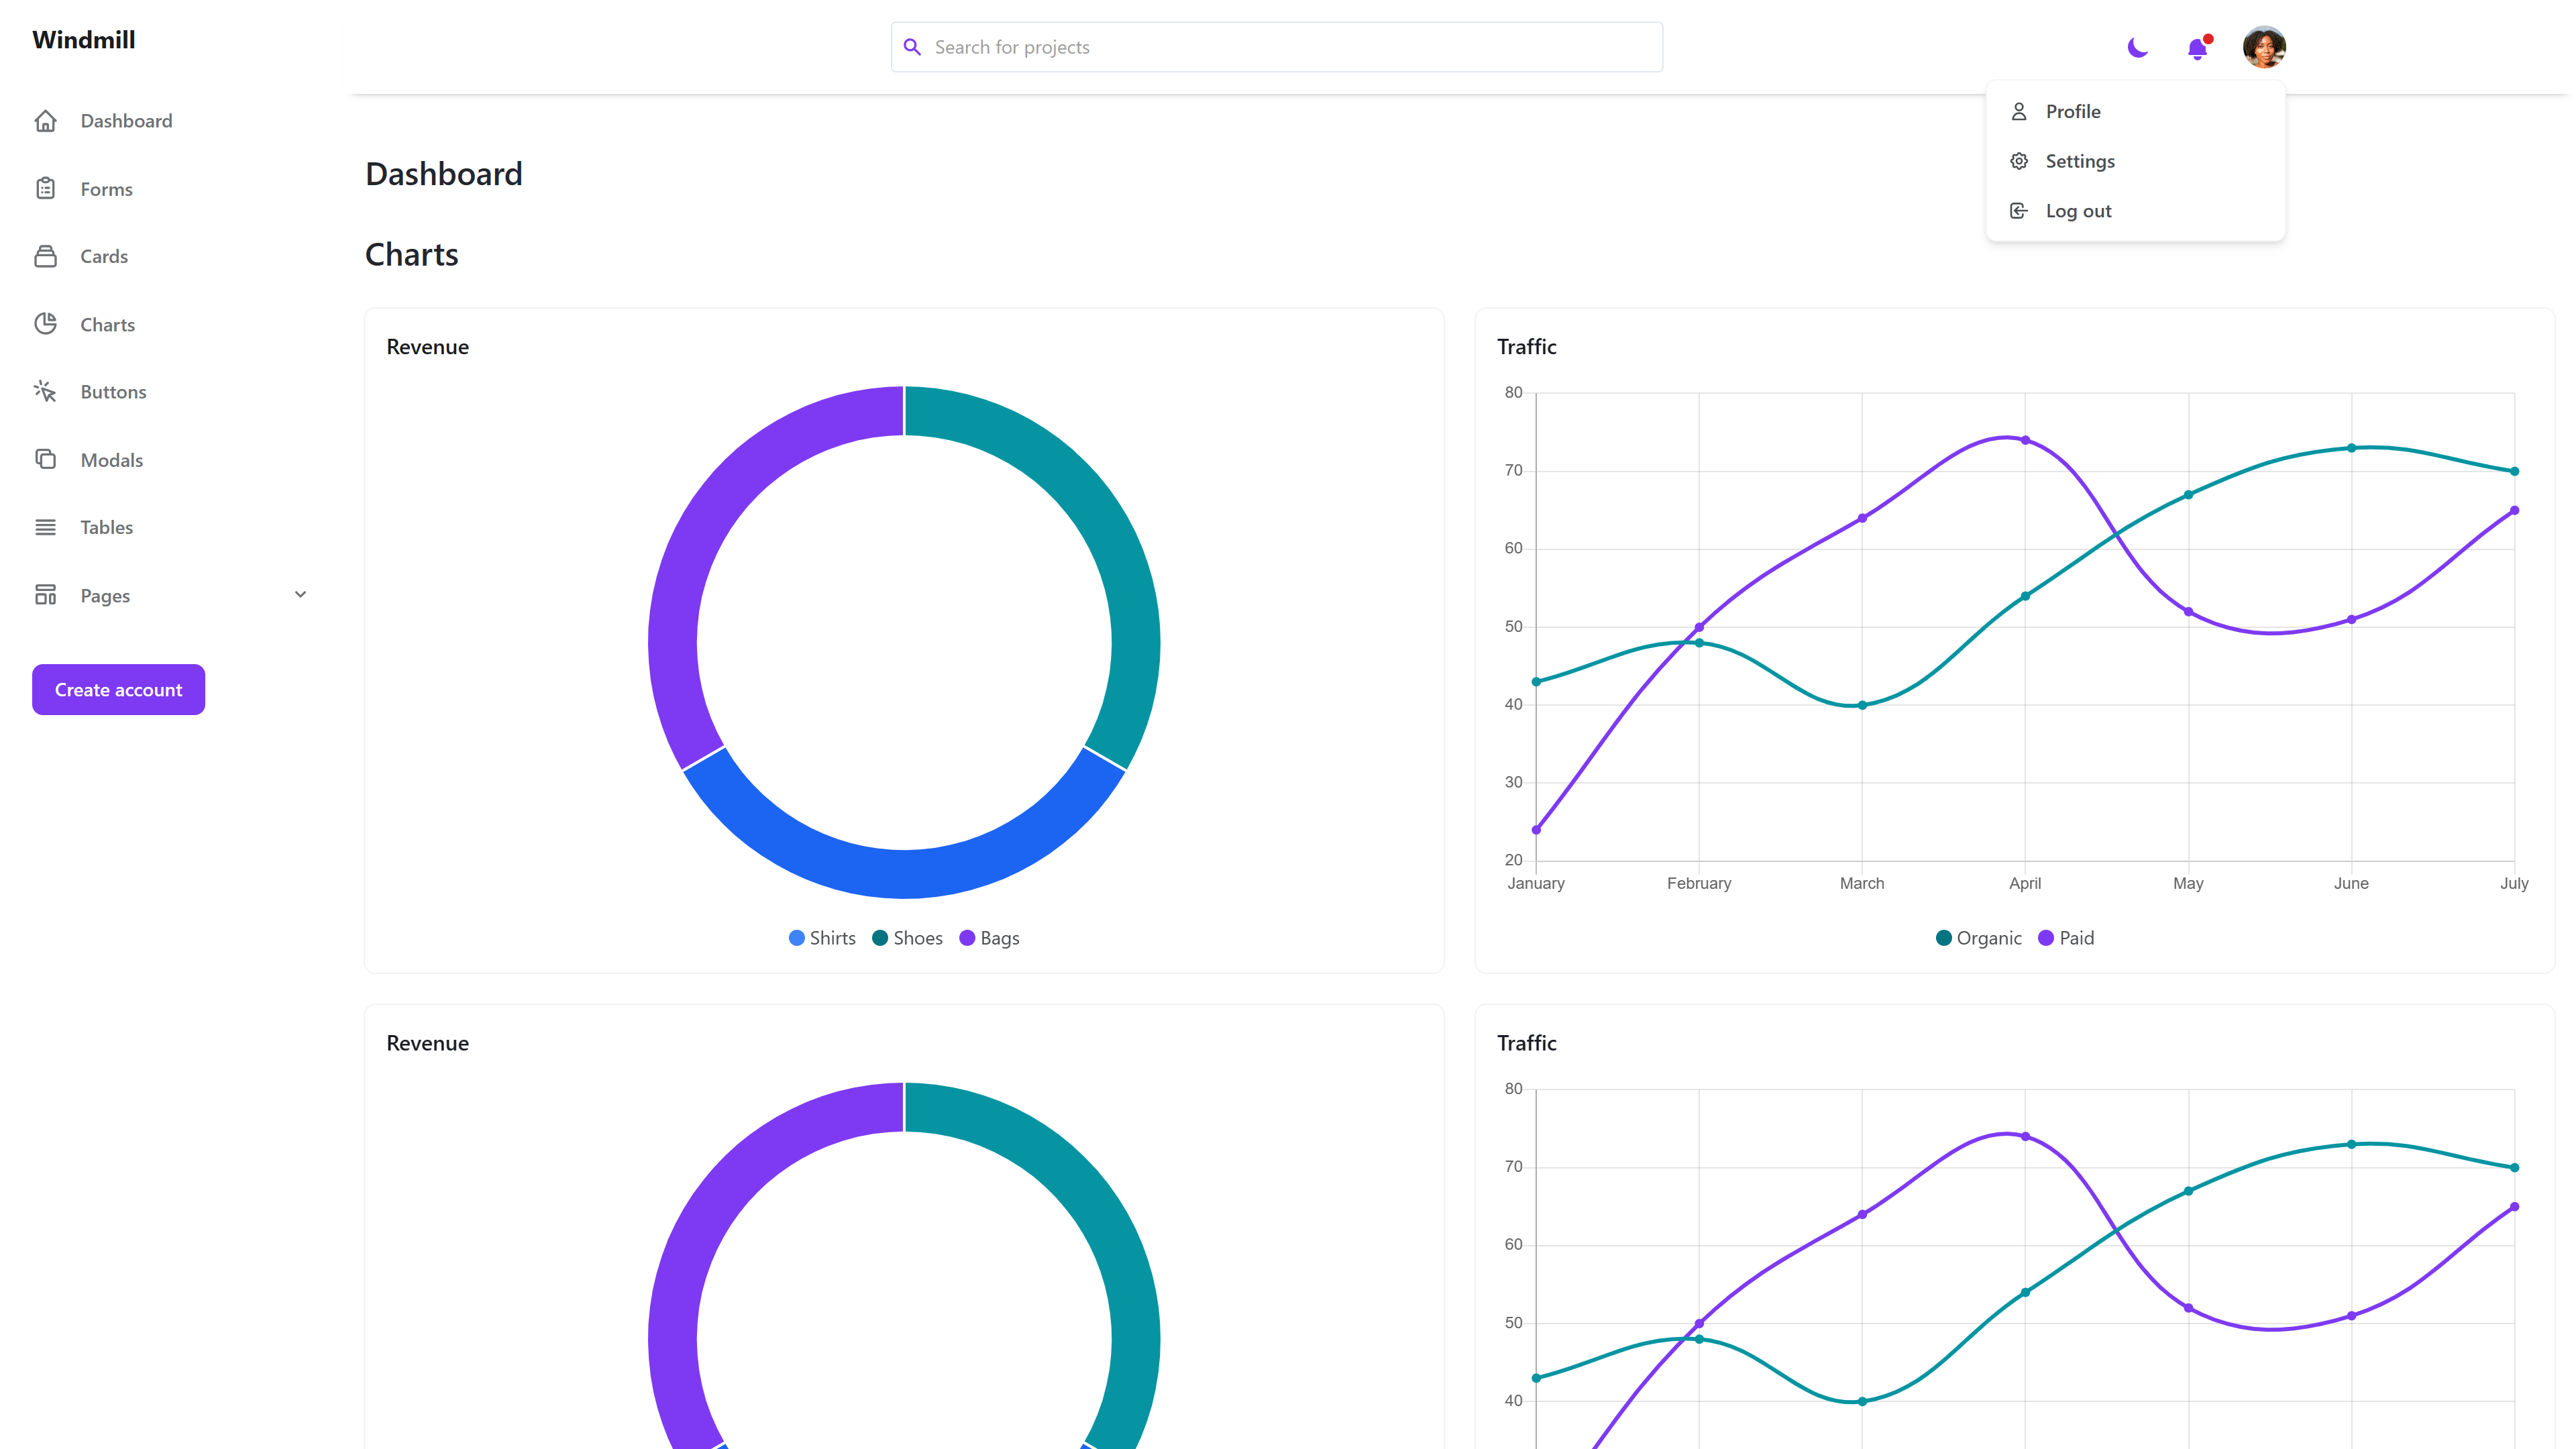 Windmill
Search for projects
Dashboard
Forms
Cards
Charts
Buttons
Modals
Tables
Pages
Create account
Profile
Settings
Log out
Dashboard
Charts
Revenue
Shirts Shoes Bags
Traffic
80
70
60
50
40
30
20
January February March April May June July
Organic Paid
Revenue
Traffic
80
70
60
50
40